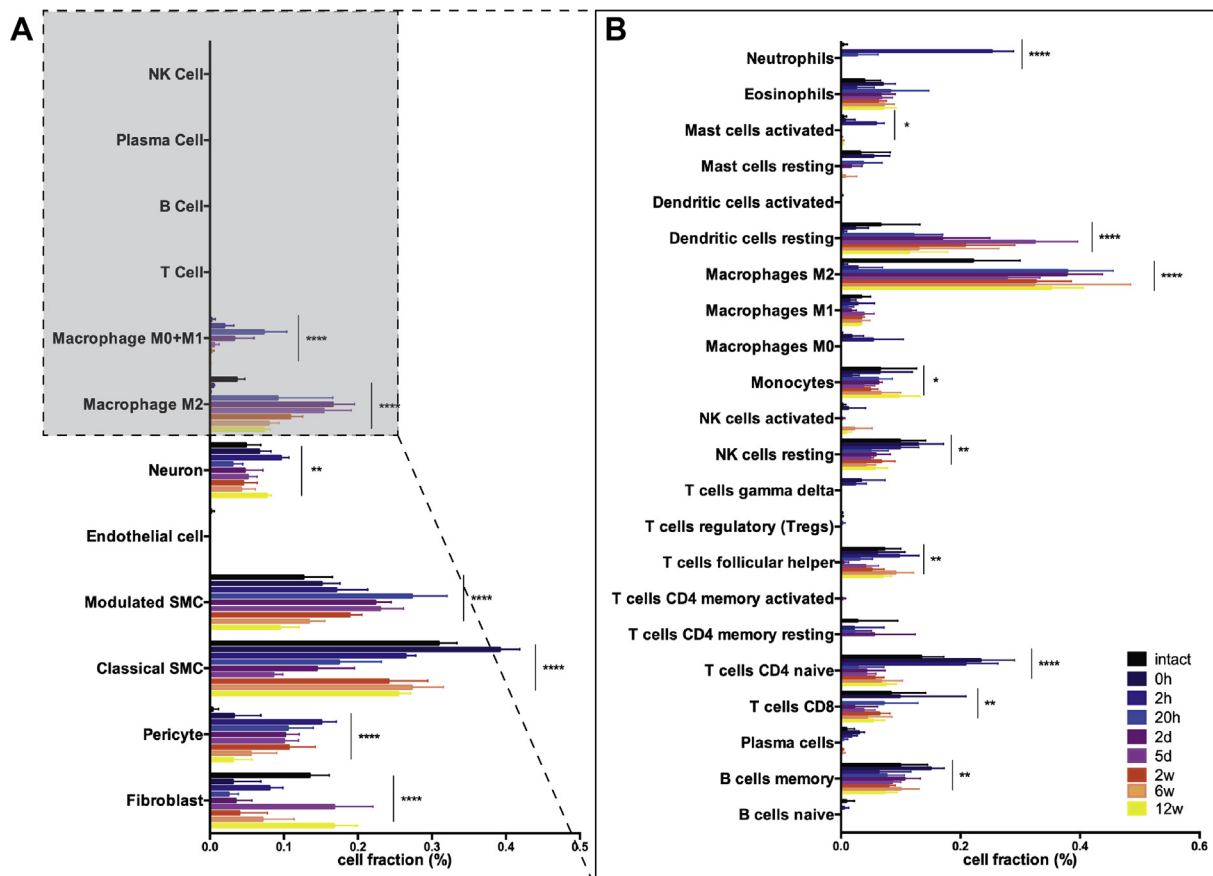 A
NK Cell
Plasma Cell
B Cell
T Cell
Macrophage M0+M1
****
Macrophage M2
****
Neuron
**
Endothelial cell
Modulated SMC
****
Classical SMC
****
Pericyte
****
Fibroblast
****
0.0 0.1 0.2 0.3 0.4 0.5
cell fraction (%)
B
Neutrophils
****
Eosinophils
Mast cells activated
*
Mast cells resting
Dendritic cells activated
Dendritic cells resting
****
Macrophages M2
****
Macrophages M1
Macrophages M0
Monocytes
*
NK cells activated
NK cells resting
**
T cells gamma delta
T cells regulatory (Tregs)
T cells follicular helper
**
T cells CD4 memory activated
T cells CD4 memory resting
T cells CD4 naive
****
T cells CD8
**
Plasma cells
B cells memory
**
B cells naive
0.0 0.2 0.4 0.6
cell fraction (%)
intact
0h
2h
20h
2d
5d
2w
6w
12w